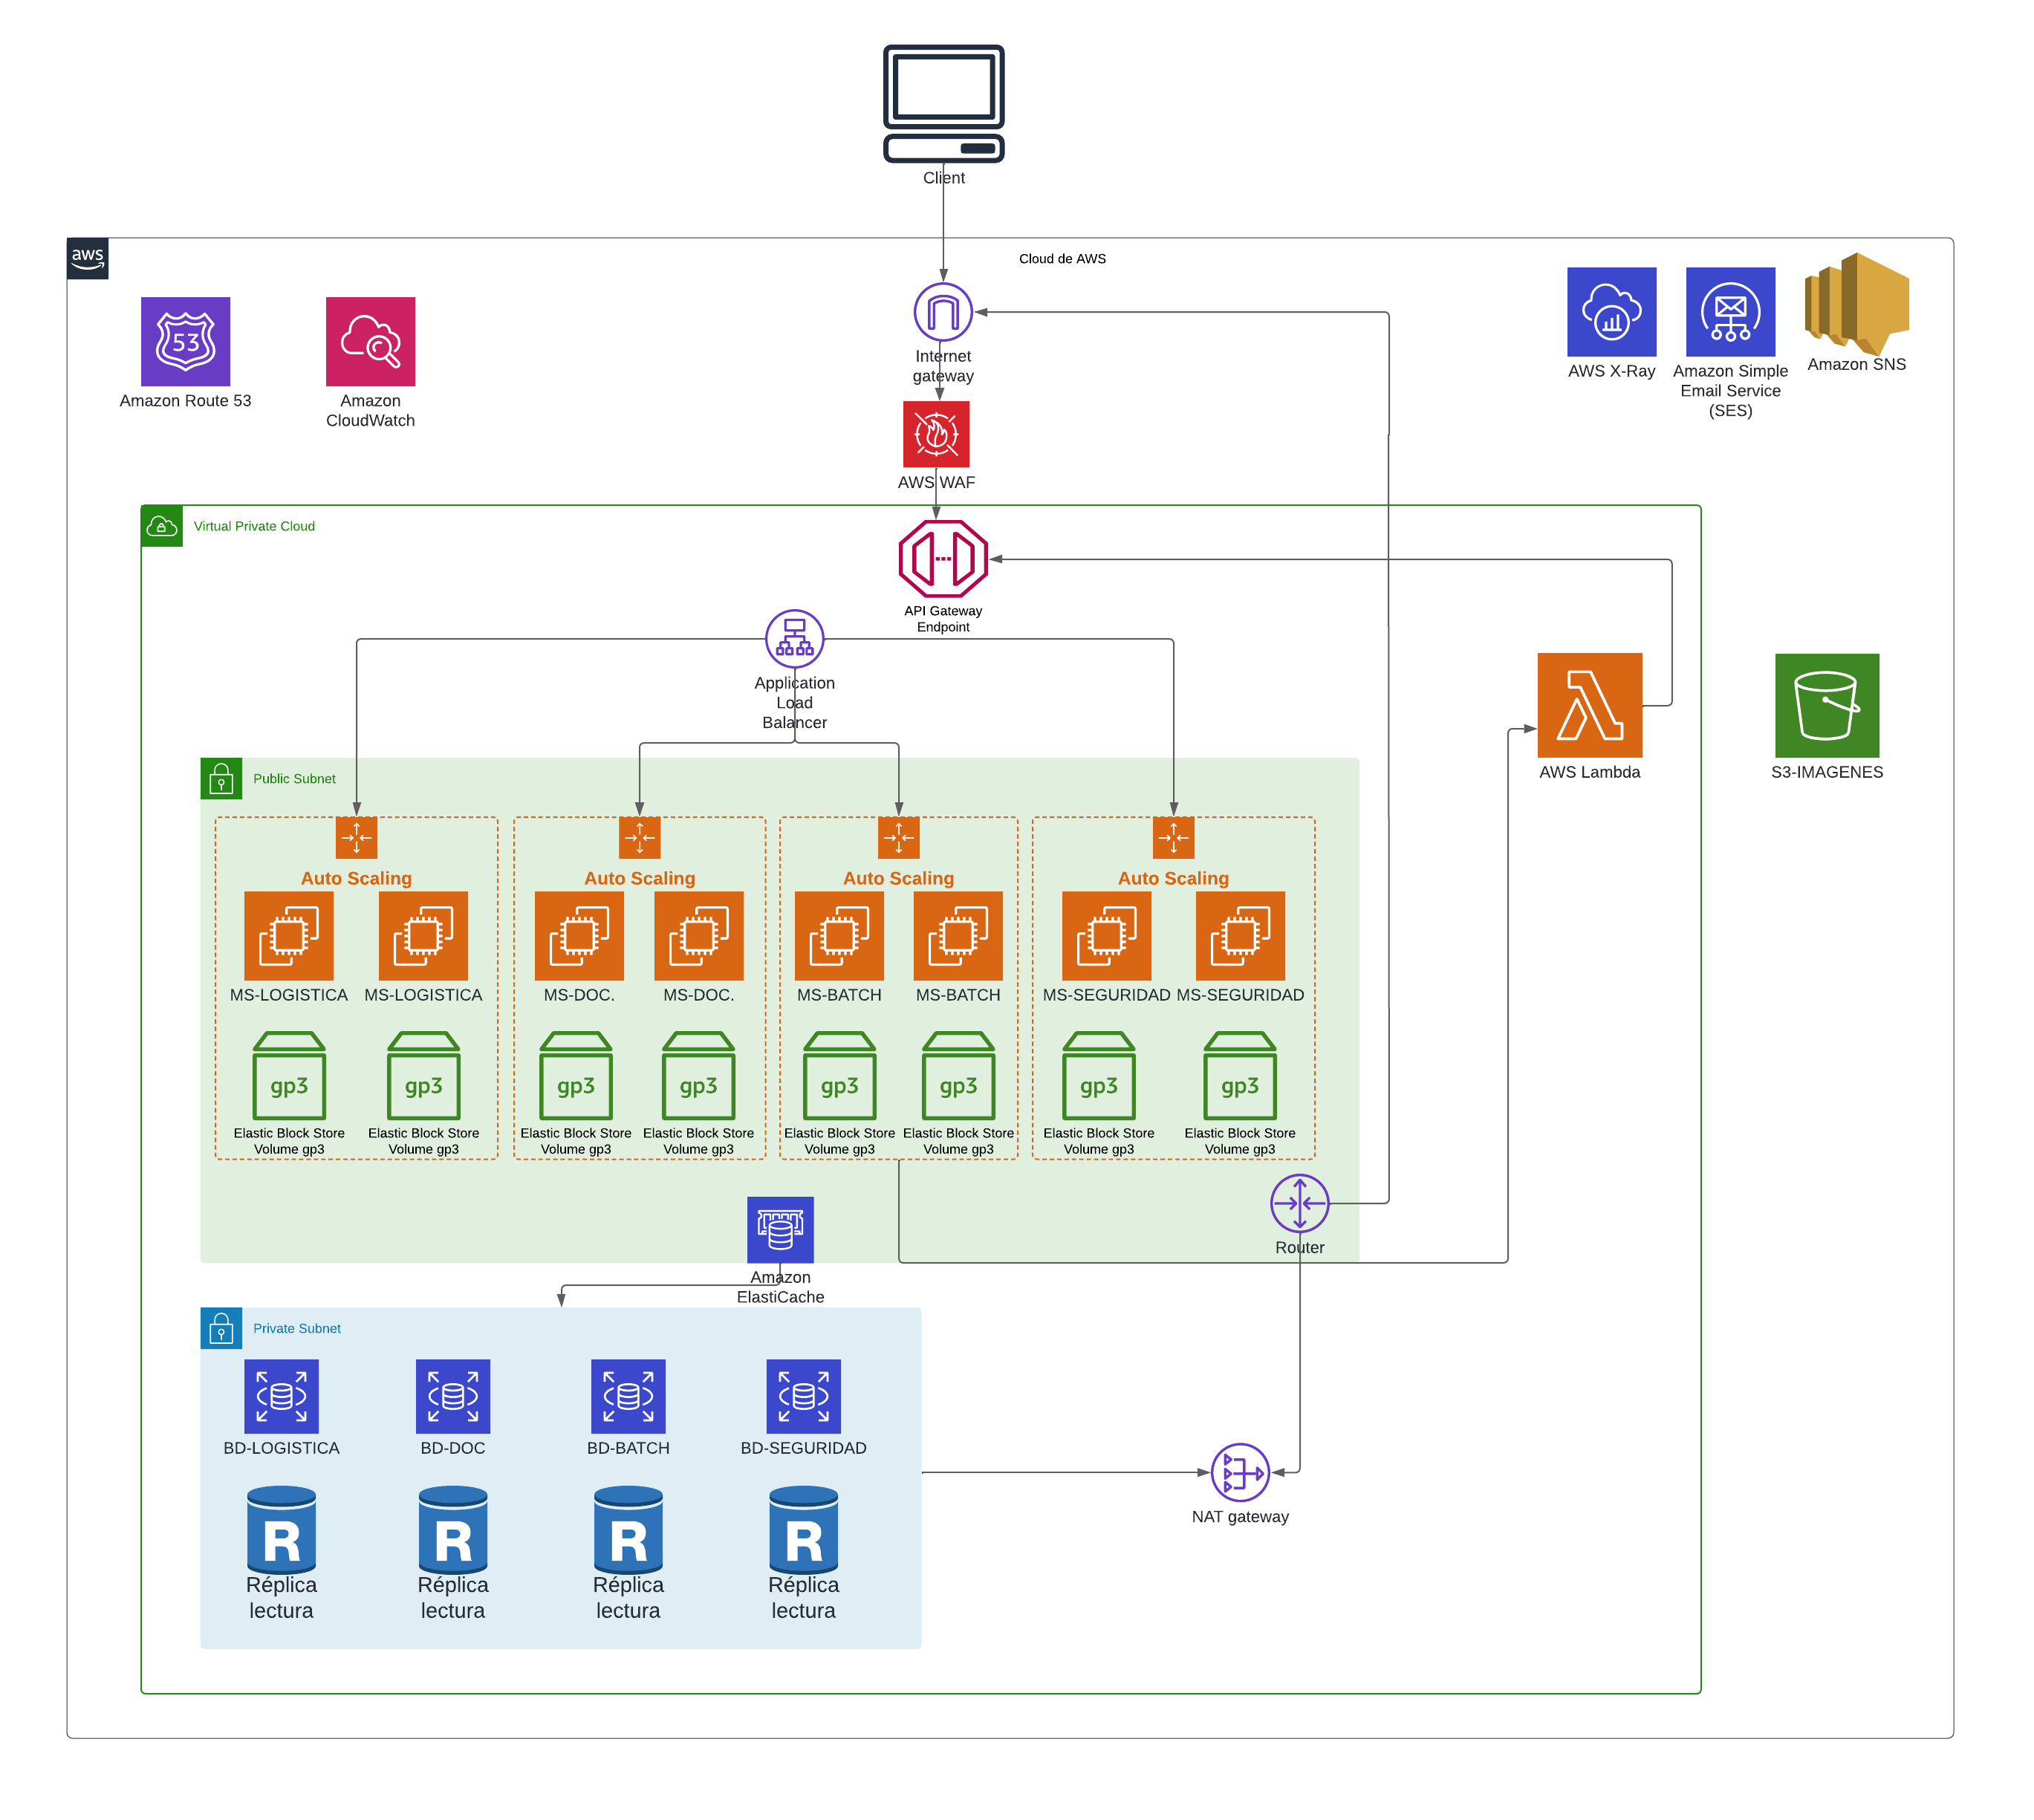 Client
aws
Cloud de AWS
53
Amazon Route 53
Amazon
CloudWatch
Internet
gateway
AWS X-Ray
Amazon Simple
Email Service
(SES)
Amazon SNS
AWS WAF
Virtual Private Cloud
API Gateway
Endpoint
Application
Load
Balancer
AWS Lambda
S3-IMAGENES
Public Subnet
Auto Scaling
Auto Scaling
Auto Scaling
Auto Scaling
MS-LOGISTICA
MS-LOGISTICA
MS-DOC.
MS-DOC.
MS-BATCH
MS-BATCH
MS-SEGURIDAD
MS-SEGURIDAD
gp3
gp3
gp3
gp3
gp3
gp3
gp3
gp3
Elastic Block Store
Volume gp3
Elastic Block Store
Volume gp3
Elastic Block Store
Volume gp3
Elastic Block Store
Volume gp3
Elastic Block Store
Volume gp3
Elastic Block Store
Volume gp3
Elastic Block Store
Volume gp3
Elastic Block Store
Volume gp3
Router
Amazon
ElastiCache
Private Subnet
BD-LOGISTICA
BD-DOC
BD-BATCH
BD-SEGURIDAD
R
R
R
R
Réplica
lectura
Réplica
lectura
Réplica
lectura
Réplica
lectura
NAT gateway